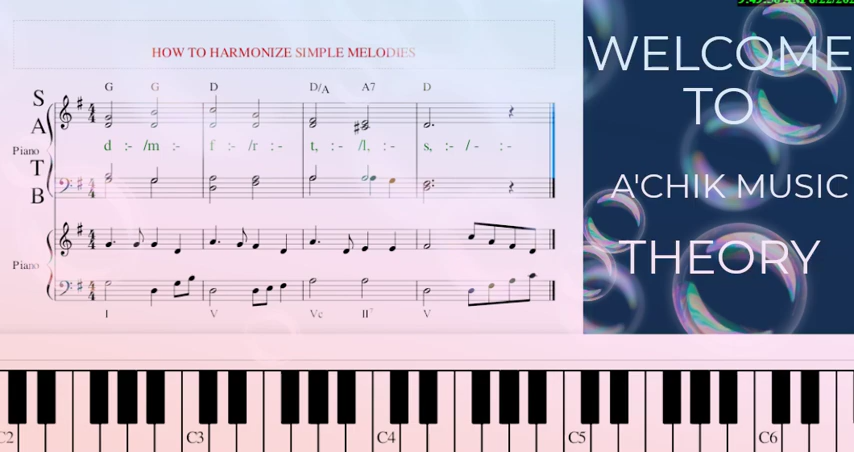 HOW TO HARMONIZE SIMPLE MELODIES
G G D D/A A7 D
S
A
d :- /m :- f :- /r :- t, :- /l, :- s, :- / - :-
Piano
T
B
Piano
I V Vc II7 V
C2 C3 C4 C5 C6
WELCOME
TO
A'CHIK MUSIC
THEORY